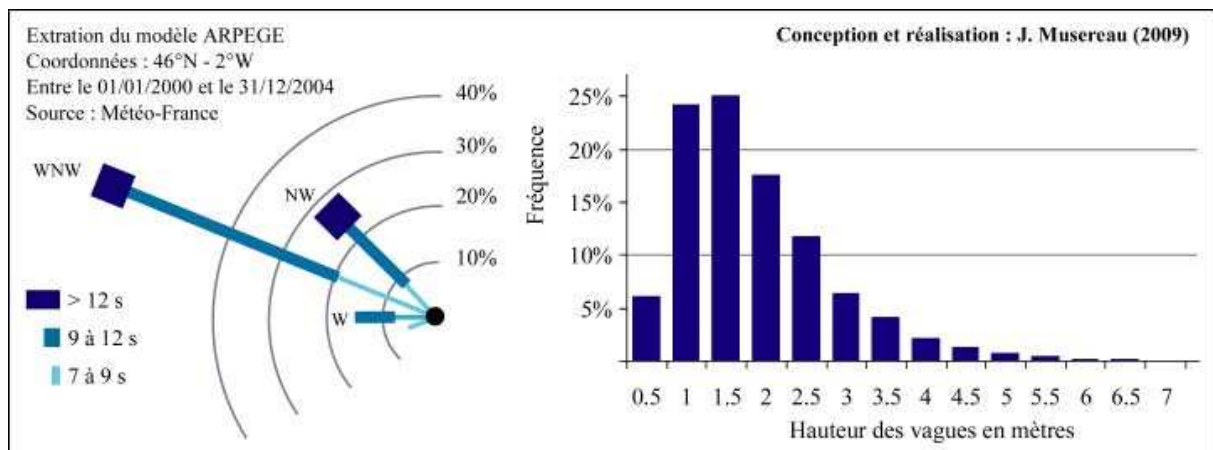 Extration du modèle ARPEGE
Coordonnées : 46°N - 2°W
Entre le 01/01/2000 et le 31/12/2004
Source : Météo-France
40%
30%
20%
10%
WNW
NW
W
> 12 s
9 à 12 s
7 à 9 s
Conception et réalisation : J. Musereau (2009)
Fréquence
25%
20%
15%
10%
5%
0.5 1 1.5 2 2.5 3 3.5 4 4.5 5 5.5 6 6.5 7
Hauteur des vagues en mètres